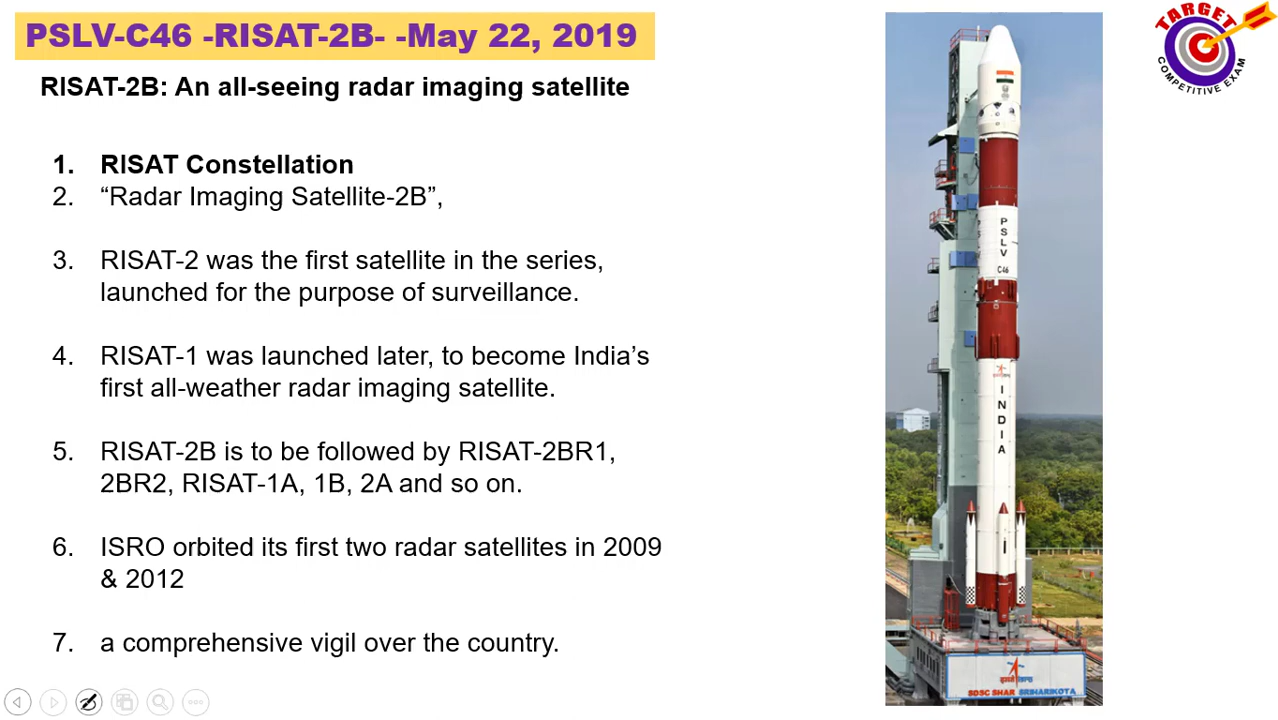 PSLV-C46 -RISAT-2B- -May 22, 2019
RISAT-2B: An all-seeing radar imaging satellite
1. RISAT Constellation
2. “Radar Imaging Satellite-2B”,
3. RISAT-2 was the first satellite in the series,
launched for the purpose of surveillance.
4. RISAT-1 was launched later, to become India’s
first all-weather radar imaging satellite.
5. RISAT-2B is to be followed by RISAT-2BR1,
2BR2, RISAT-1A, 1B, 2A and so on.
6. ISRO orbited its first two radar satellites in 2009
& 2012
7. a comprehensive vigil over the country.
TARGET
COMPETITIVE EXAM
PSLV
C46
INDIA
SDSC SHAR SRIHARIKOTA